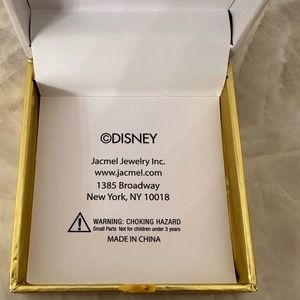 ©DISNEY
Jacmel Jewelry Inc.
www.jacmel.com
1385 Broadway
New York, NY 10018
WARNING: CHOKING HAZARD
Small Parts Not for children under 3 years
MADE IN CHINA